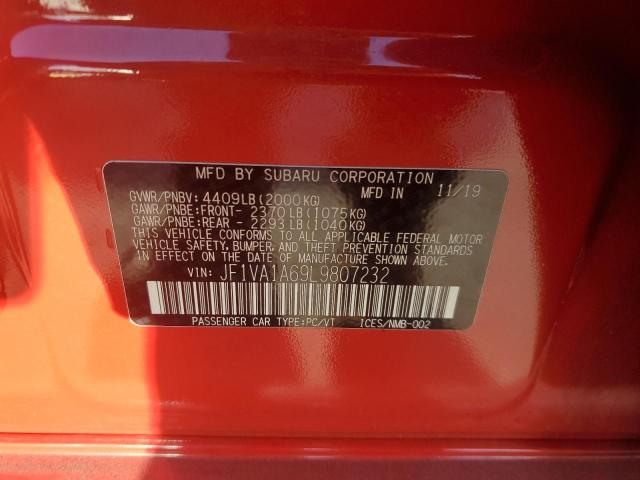 MFD BY SUBARU CORPORATION
GVWR/PNBV: 4409LB(2000KG) MFD IN 11/19
GAWR/PNBE:FRONT- 2370LB(1075KG)
GAWR/PNBE:REAR - 2293LB(1040KG)
THIS VEHICLE CONFORMS TO ALL APPLICABLE FEDERAL MOTOR
VEHICLE SAFETY, BUMPER, AND THEFT PREVENTION STANDARDS
IN EFFECT ON THE DATE OF MANUFACTURE SHOWN ABOVE.
VIN: JF1VA1A69L9807232
PASSENGER CAR TYPE:PC/VT ICES/NMB-002